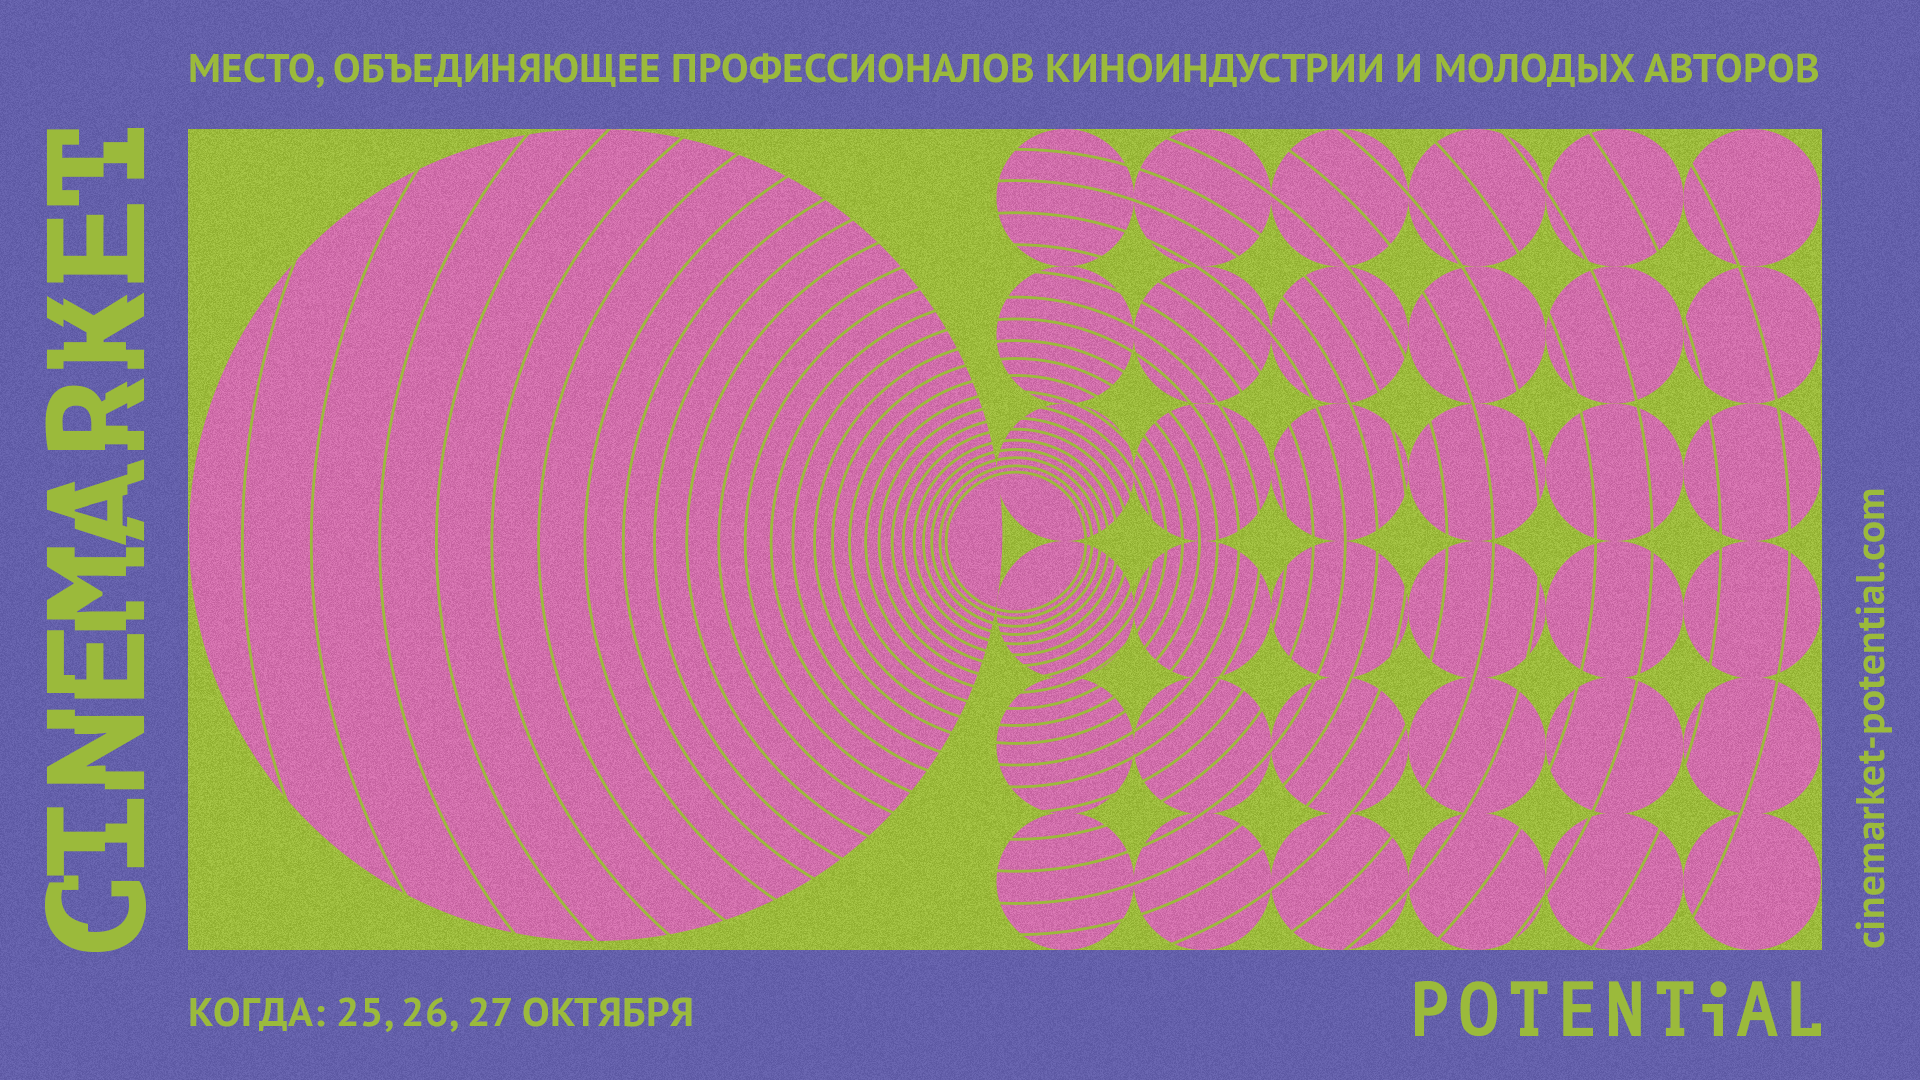 МЕСТО, ОБЪЕДИНЯЮЩЕЕ ПРОФЕССИОНАЛОВ КИНОИНДУСТРИИ И МОЛОДЫХ АВТОРОВ
CINEMARKET
cinemarket-potential.com
КОГДА: 25, 26, 27 ОКТЯБРЯ
POTENTiAL